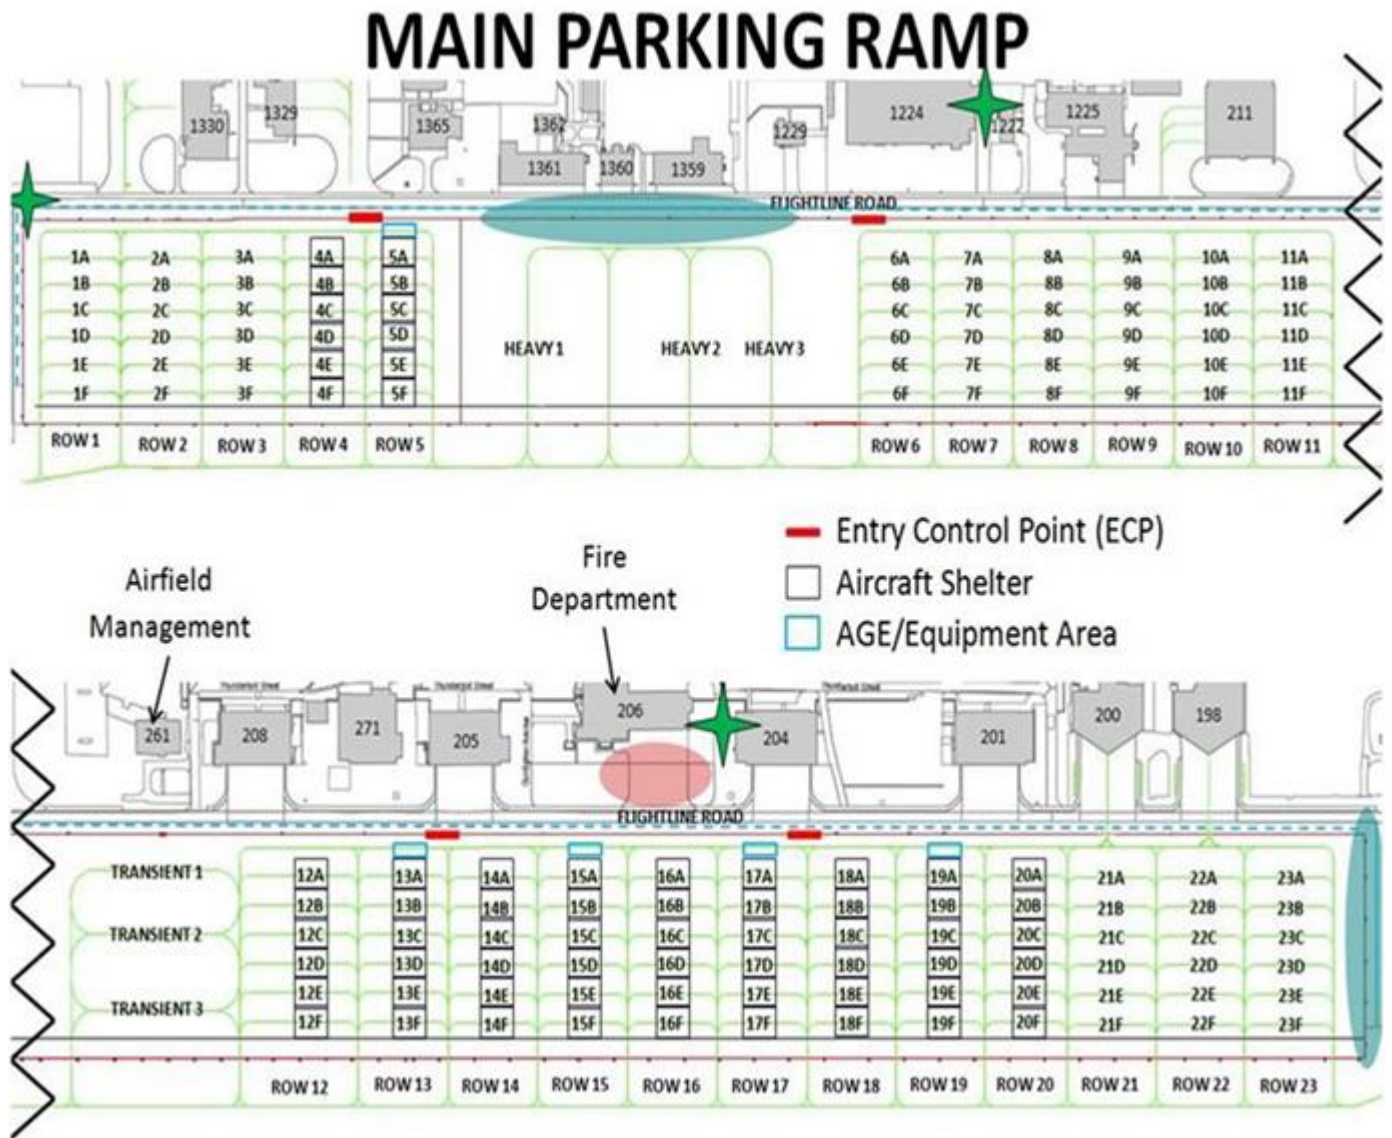 MAIN PARKING RAMP
1330 1329 1365 1362 1361 1360 1359 1229 1224 1222 1225 211
FLIGHTLINE ROAD
1A 2A 3A 4A 5A 6A 7A 8A 9A 10A 11A
1B 2B 3B 4B 5B 6B 7B 8B 9B 10B 11B
1C 2C 3C 4C 5C 6C 7C 8C 9C 10C 11C
1D 2D 3D 4D 5D 6D 7D 8D 9D 10D 11D
HEAVY 1 HEAVY 2 HEAVY 3
1E 2E 3E 4E 5E 6E 7E 8E 9E 10E 11E
1F 2F 3F 4F 5F 6F 7F 8F 9F 10F 11F
ROW 1 ROW 2 ROW 3 ROW 4 ROW 5 ROW 6 ROW 7 ROW 8 ROW 9 ROW 10 ROW 11
Entry Control Point (ECP)
Aircraft Shelter
AGE/Equipment Area
Airfield
Management
Fire
Department
261 208 271 205 206 204 201 200 198
FLIGHTLINE ROAD
TRANSIENT 1 12A 13A 14A 15A 16A 17A 18A 19A 20A 21A 22A 23A
12B 13B 14B 15B 16B 17B 18B 19B 20B 21B 22B 23B
TRANSIENT 2 12C 13C 14C 15C 16C 17C 18C 19C 20C 21C 22C 23C
12D 13D 14D 15D 16D 17D 18D 19D 20D 21D 22D 23D
12E 13E 14E 15E 16E 17E 18E 19E 20E 21E 22E 23E
TRANSIENT 3 12F 13F 14F 15F 16F 17F 18F 19F 20F 21F 22F 23F
ROW 12 ROW 13 ROW 14 ROW 15 ROW 16 ROW 17 ROW 18 ROW 19 ROW 20 ROW 21 ROW 22 ROW 23